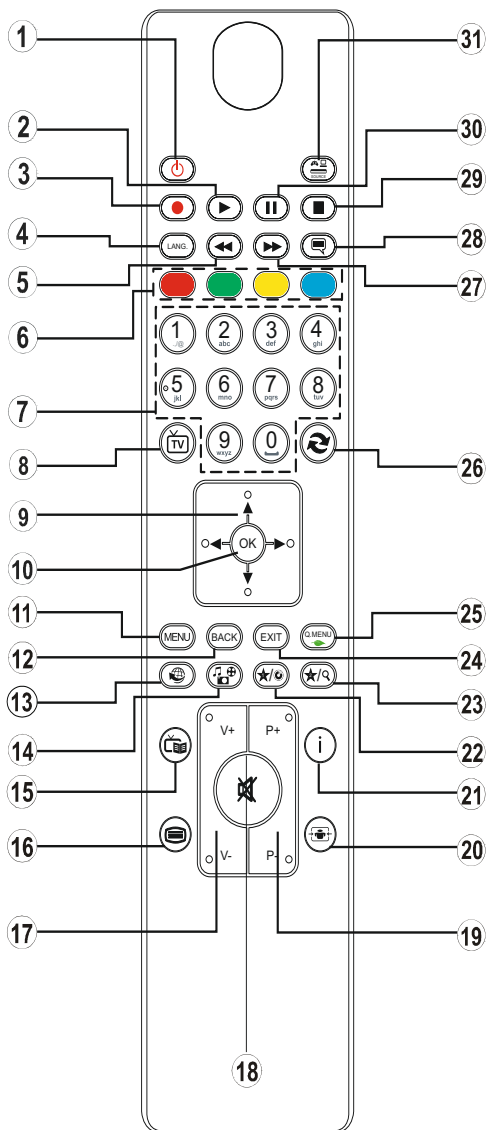 1
31
2
30
SOURCE
3
29
4
LANG.
28
5
27
6
1 2 3 4
./@ abc def ghi
7
5 6 7 8
jkl mno pqrs tuv
8
TV
9 0
wxyz
26
9
OK
10
11
MENU BACK EXIT Q.MENU
25
12
24
13
23
14
22
V+ P+
i
15
21
16
20
V- P-
17
19
18